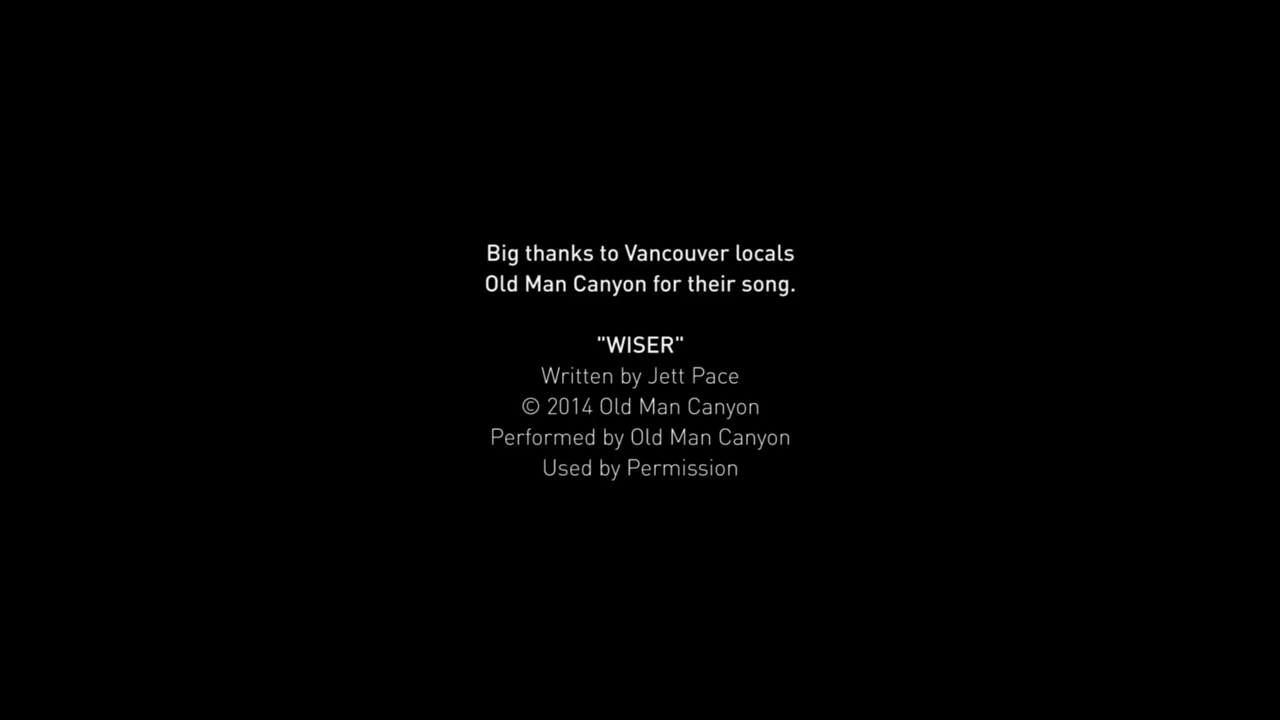 Big thanks to Vancouver locals
Old Man Canyon for their song.
"WISER"
Written by Jett Pace
© 2014 Old Man Canyon
Performed by Old Man Canyon
Used by Permission